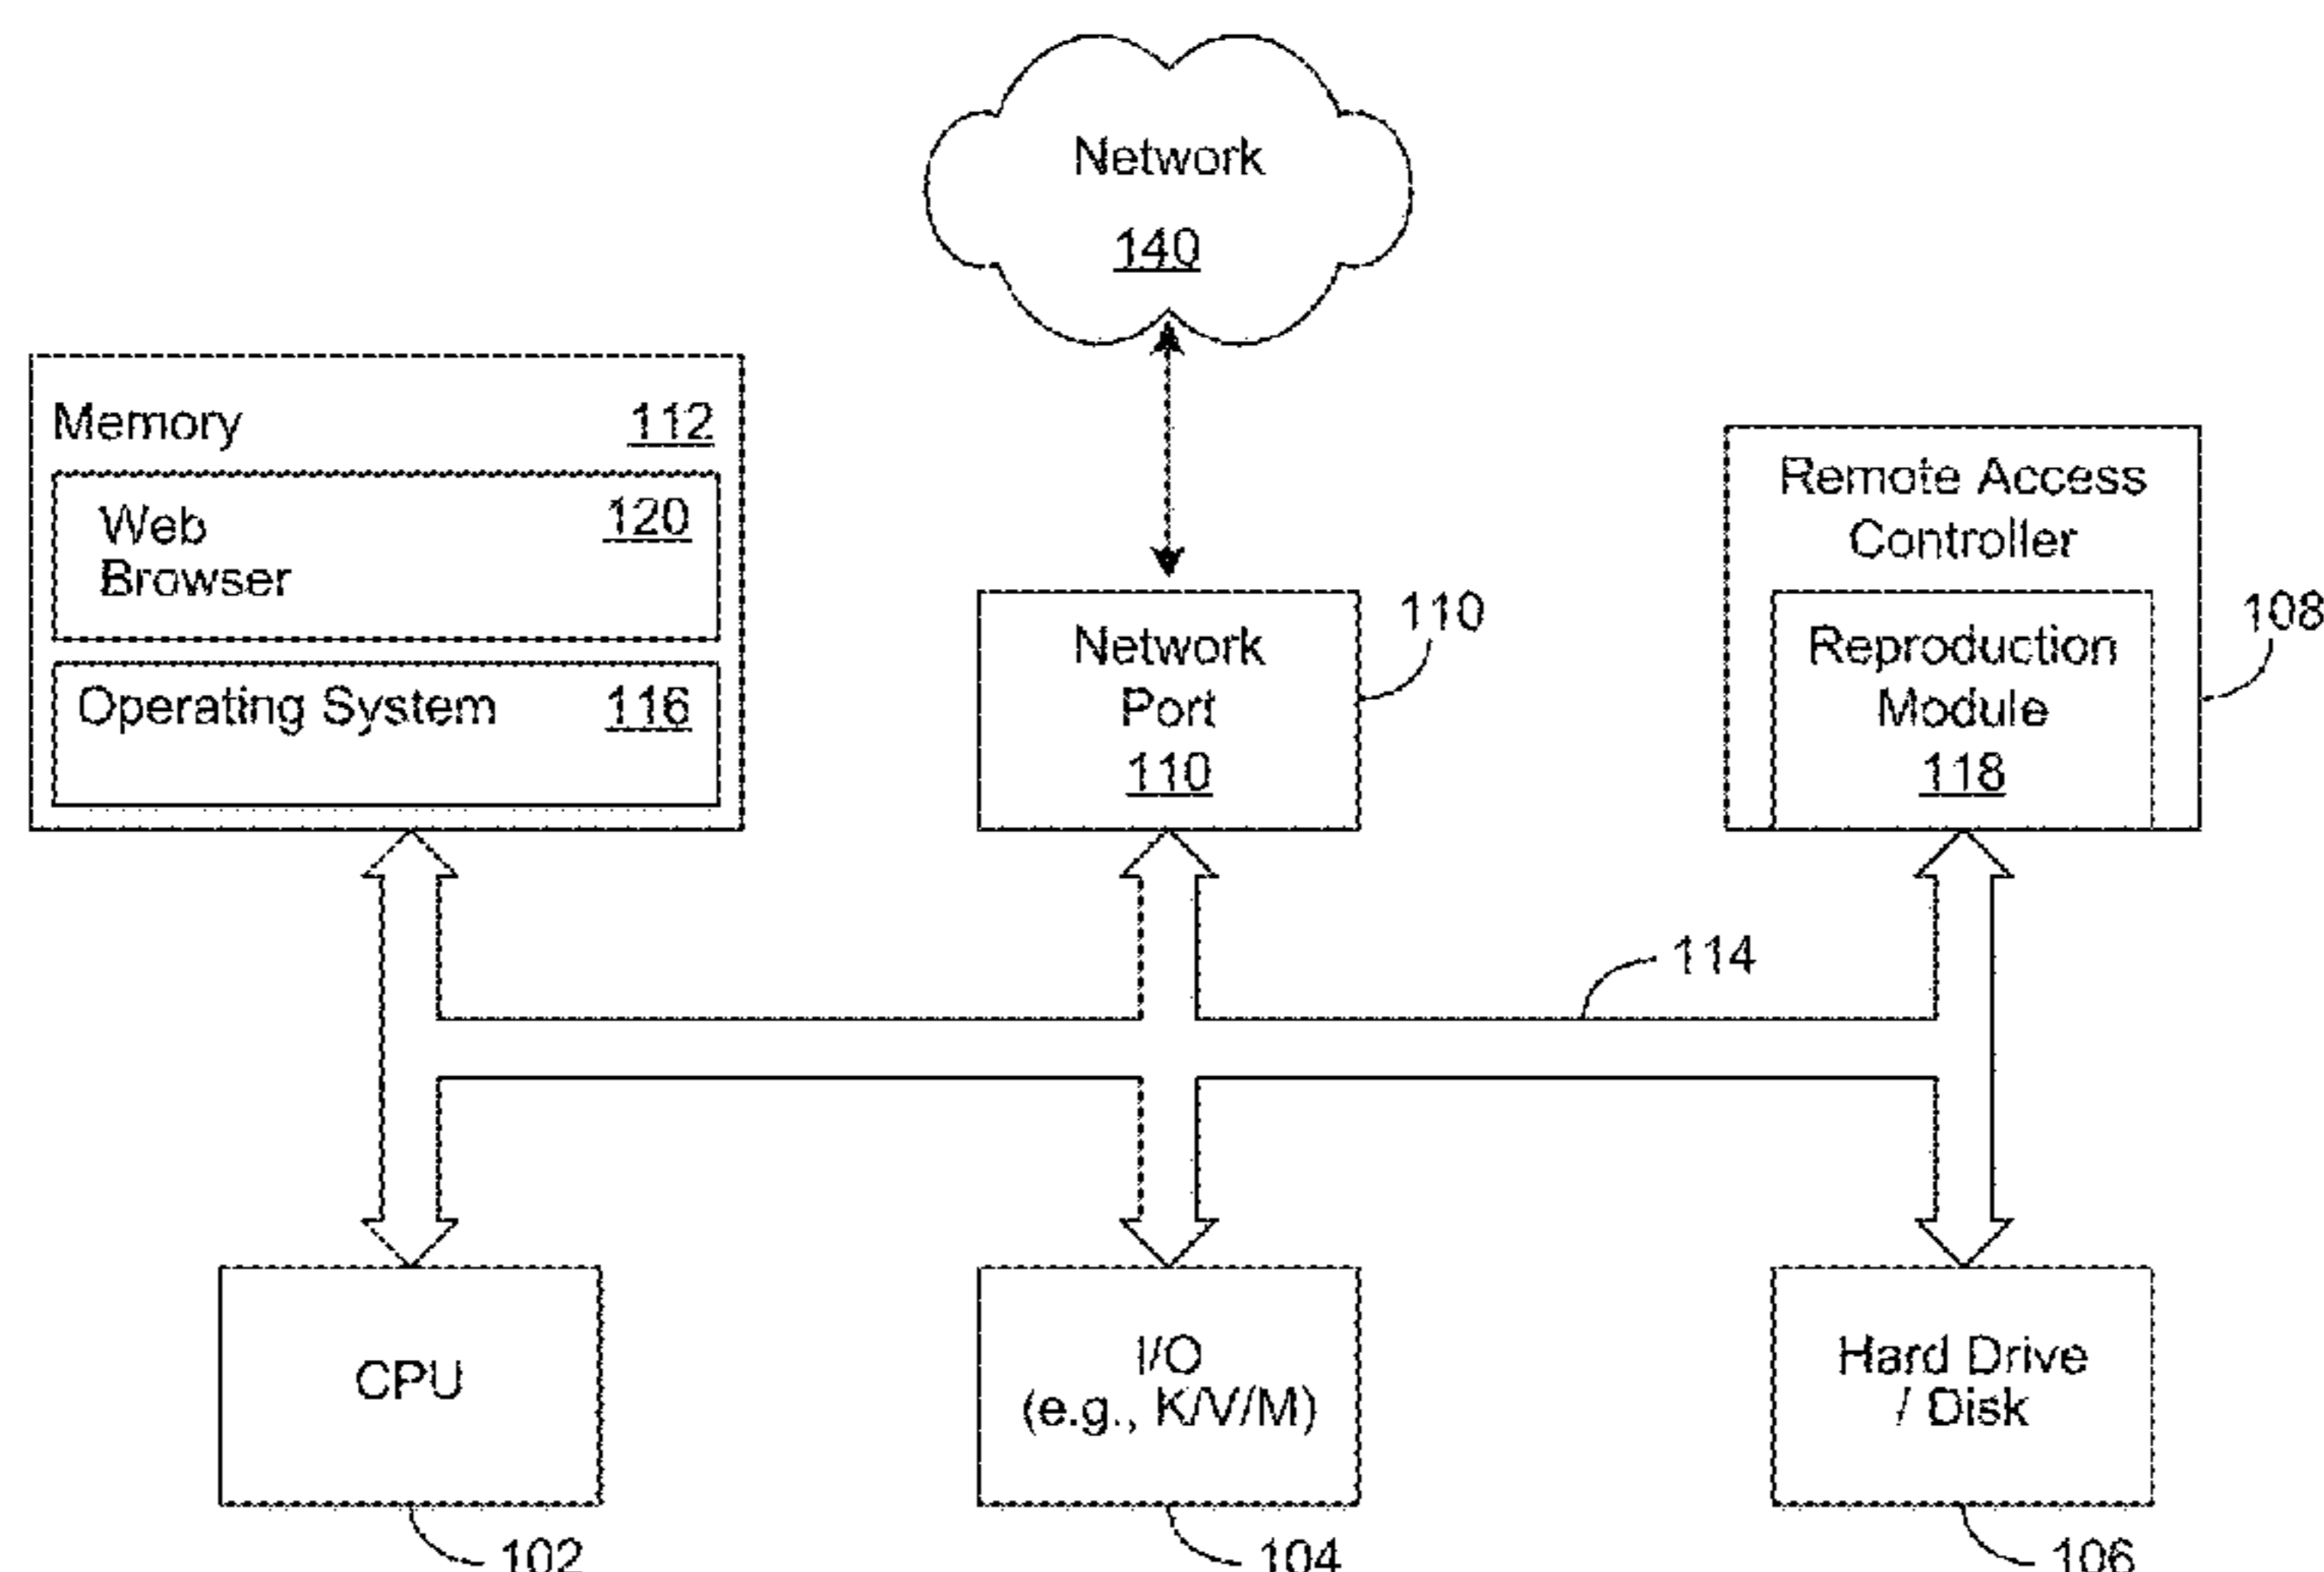 Network
140
Memory 112
Web 120
Browser
Operating System 116
Network
Port
110
110
Remote Access
Controller
Reproduction
Module
118
108
114
CPU
102
I/O
(e.g., K/V/M)
104
Hard Drive
/ Disk
106